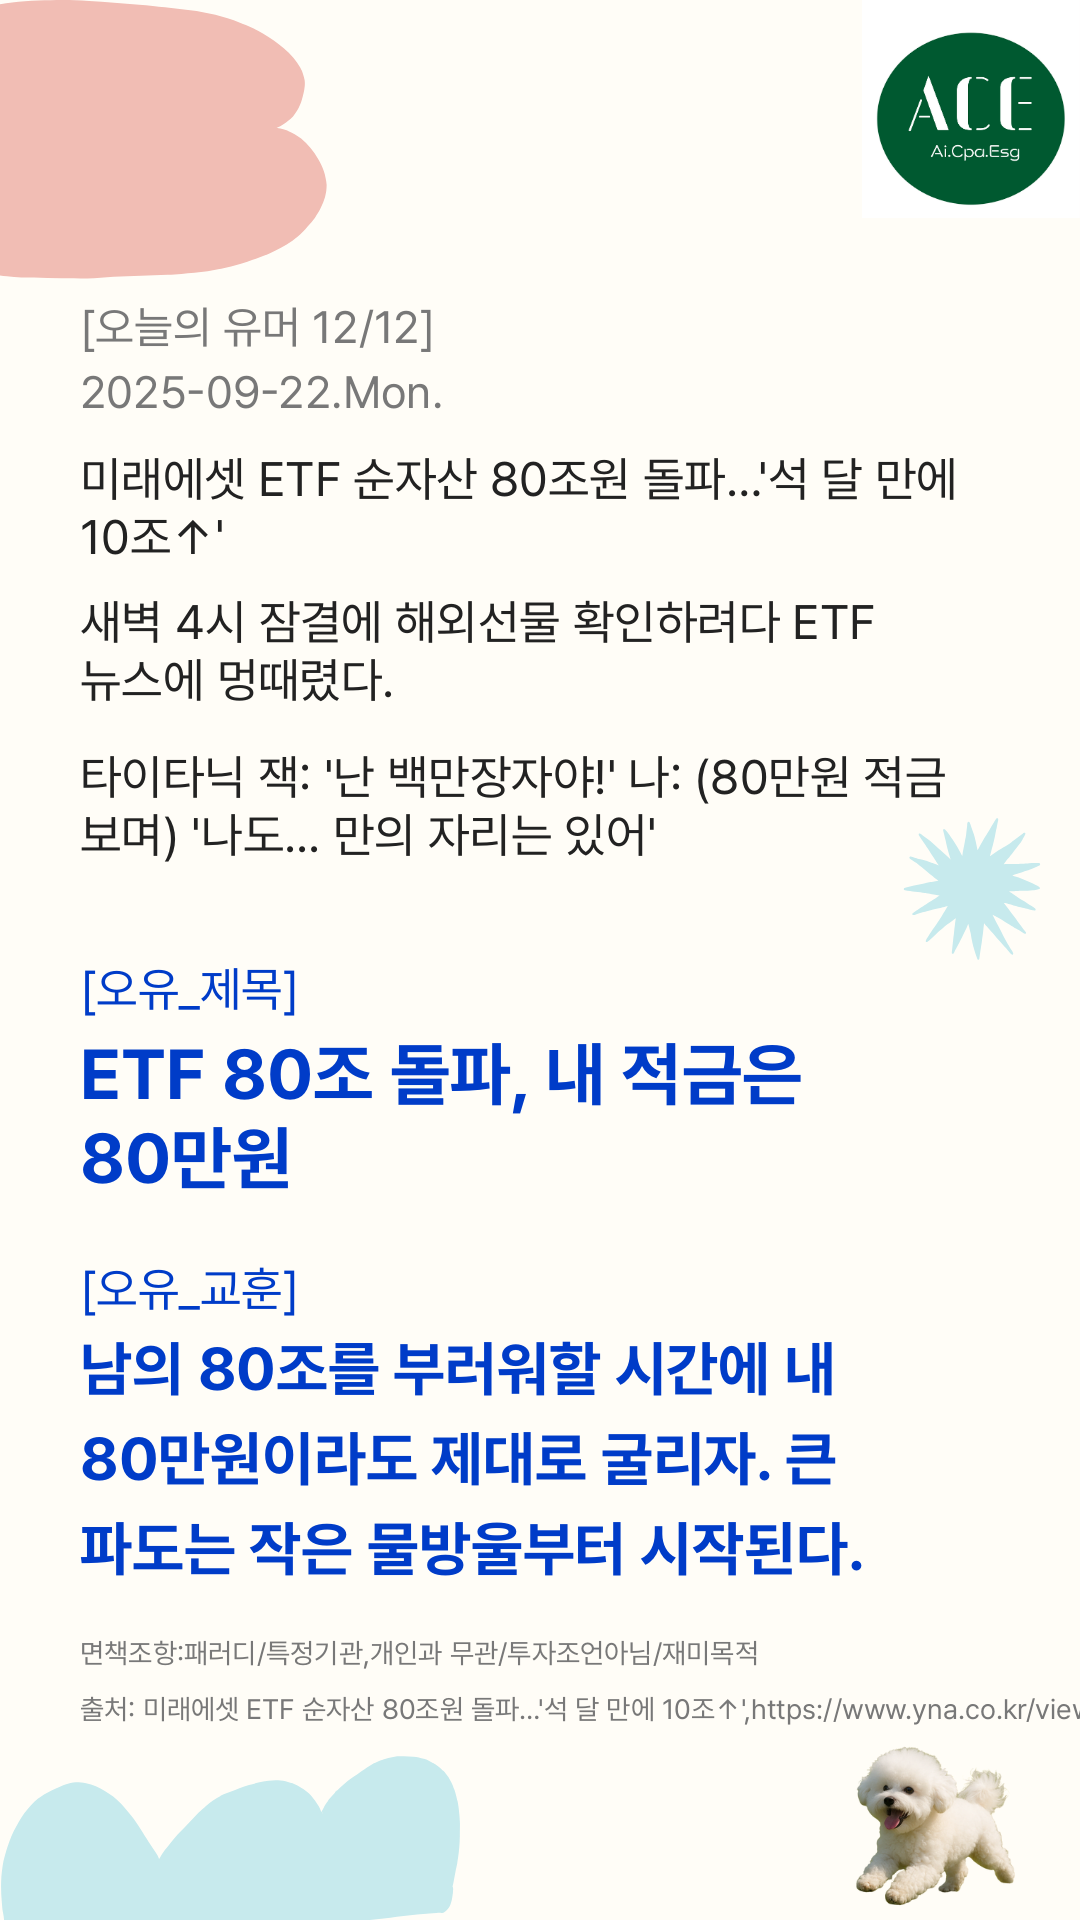 ACE
Ai.Cpa.Esg
[오늘의 유머 12/12]
2025-09-22.Mon.
미래에셋 ETF 순자산 80조원 돌파...'석 달 만에
10조↑'
새벽 4시 잠결에 해외선물 확인하려다 ETF
뉴스에 멍때렸다.
타이타닉 잭: '난 백만장자야!' 나: (80만원 적금
보며) '나도... 만의 자리는 있어'
[오유_제목]
ETF 80조 돌파, 내 적금은
80만원
[오유_교훈]
남의 80조를 부러워할 시간에 내
80만원이라도 제대로 굴리자. 큰
파도는 작은 물방울부터 시작된다.
면책조항:패러디/특정기관,개인과 무관/투자조언아님/재미목적
출처: 미래에셋 ETF 순자산 80조원 돌파...'석 달 만에 10조↑',https://www.yna.co.kr/view